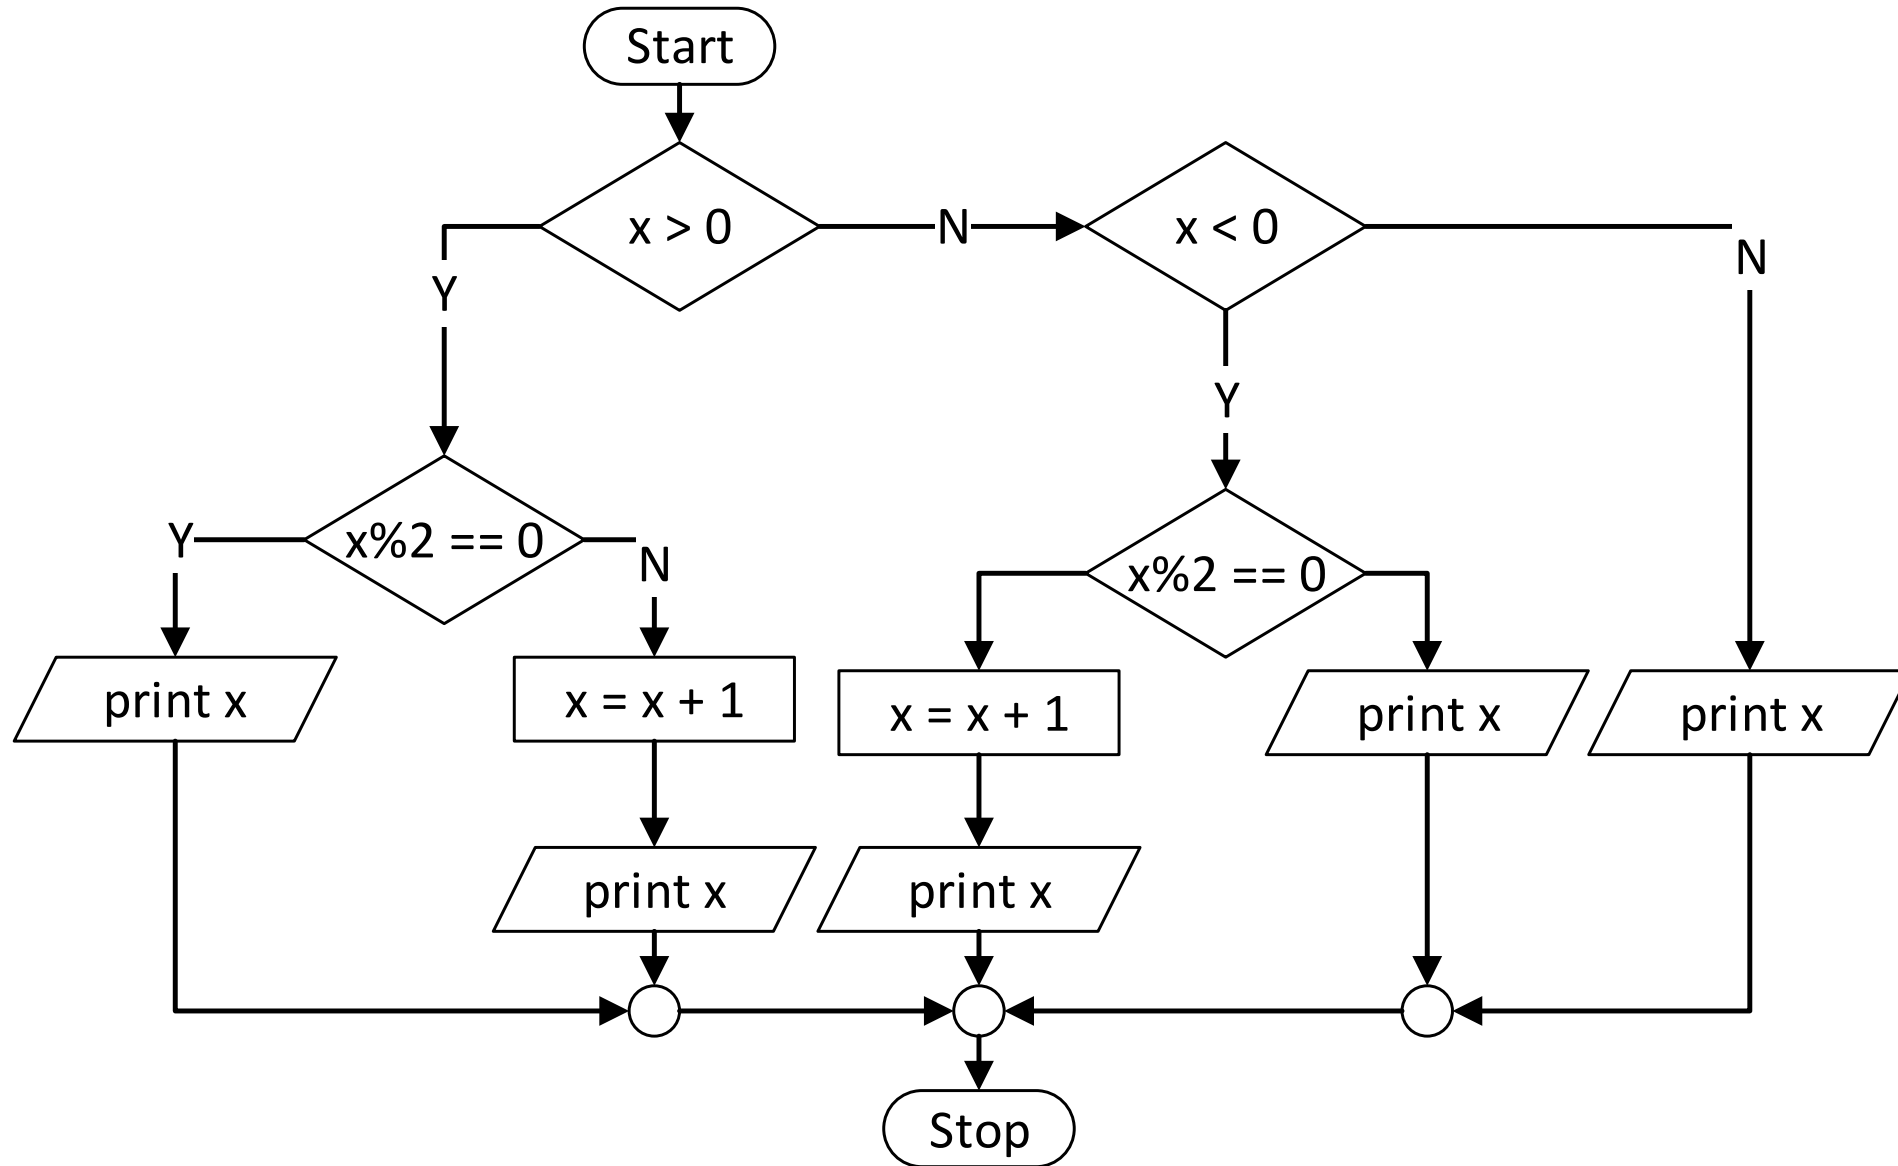 Start
x > 0
N
x < 0
N
Y
Y
x%2 == 0
Y
N
x%2 == 0
print x
x = x + 1
x = x + 1
print x
print x
print x
print x
Stop